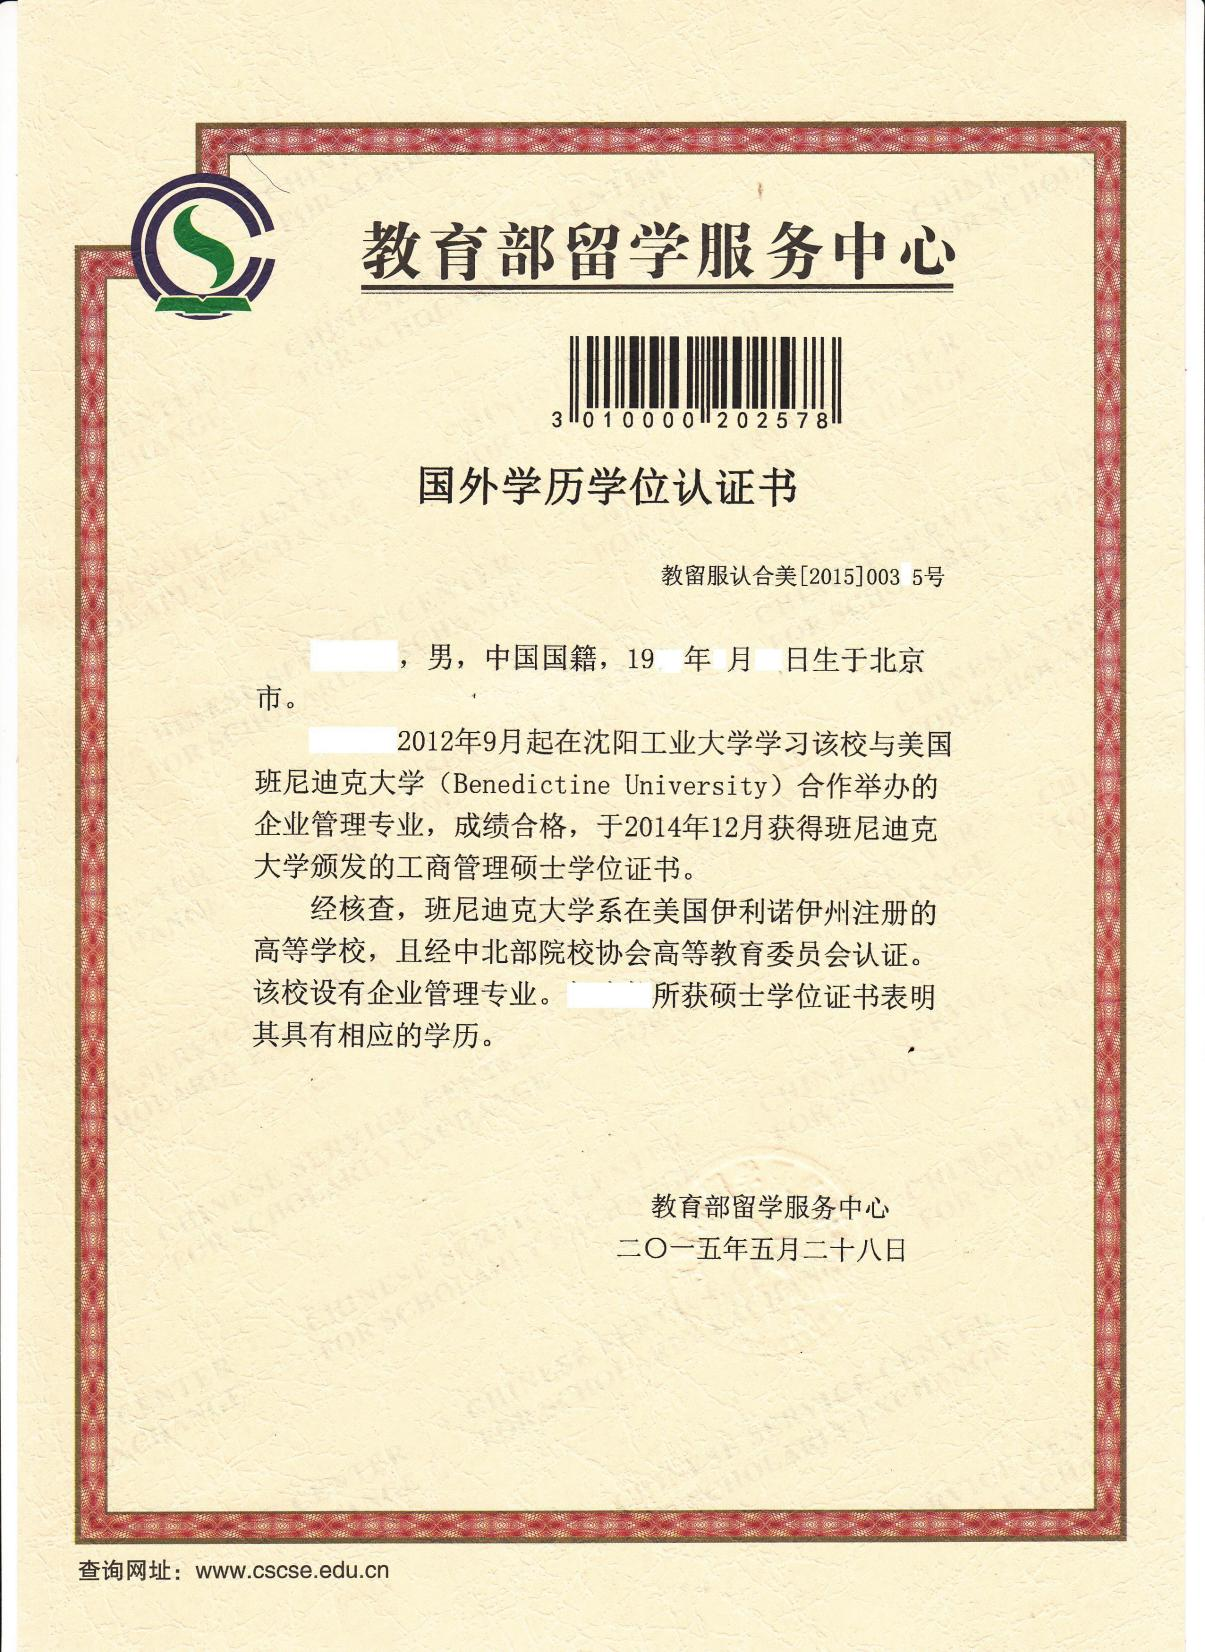 教育部留学服务中心
3 010000 202578
国外学历学位认证书
教留服认合美[2015]003 5号
，男，中国国籍，19 年 月 日生于北京
市。
2012年9月起在沈阳工业大学学习该校与美国
班尼迪克大学（Benedictine University）合作举办的
企业管理专业，成绩合格，于2014年12月获得班尼迪克
大学颁发的工商管理硕士学位证书。
经核查，班尼迪克大学系在美国伊利诺伊州注册的
高等学校，且经中北部院校协会高等教育委员会认证。
该校设有企业管理专业。 所获硕士学位证书表明
其具有相应的学历。
教育部留学服务中心
二〇一五年五月二十八日
查询网址：www.cscse.edu.cn